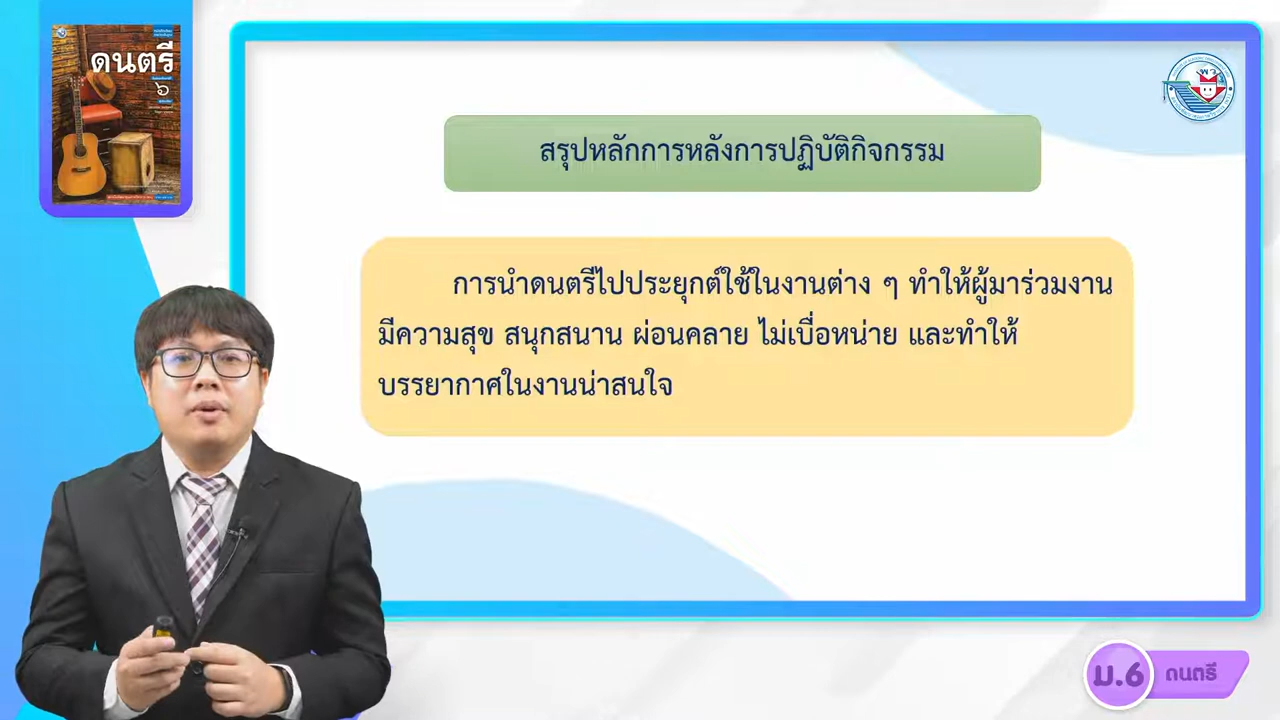 ดนตรี
๖
สรุปหลักการหลังการปฏิบัติกิจกรรม
การนำดนตรีไปประยุกต์ใช้ในงานต่าง ๆ ทำให้ผู้มาร่วมงาน
มีความสุข สนุกสนาน ผ่อนคลาย ไม่เบื่อหน่าย และทำให้
บรรยากาศในงานน่าสนใจ
พว
ม.6 ดนตรี